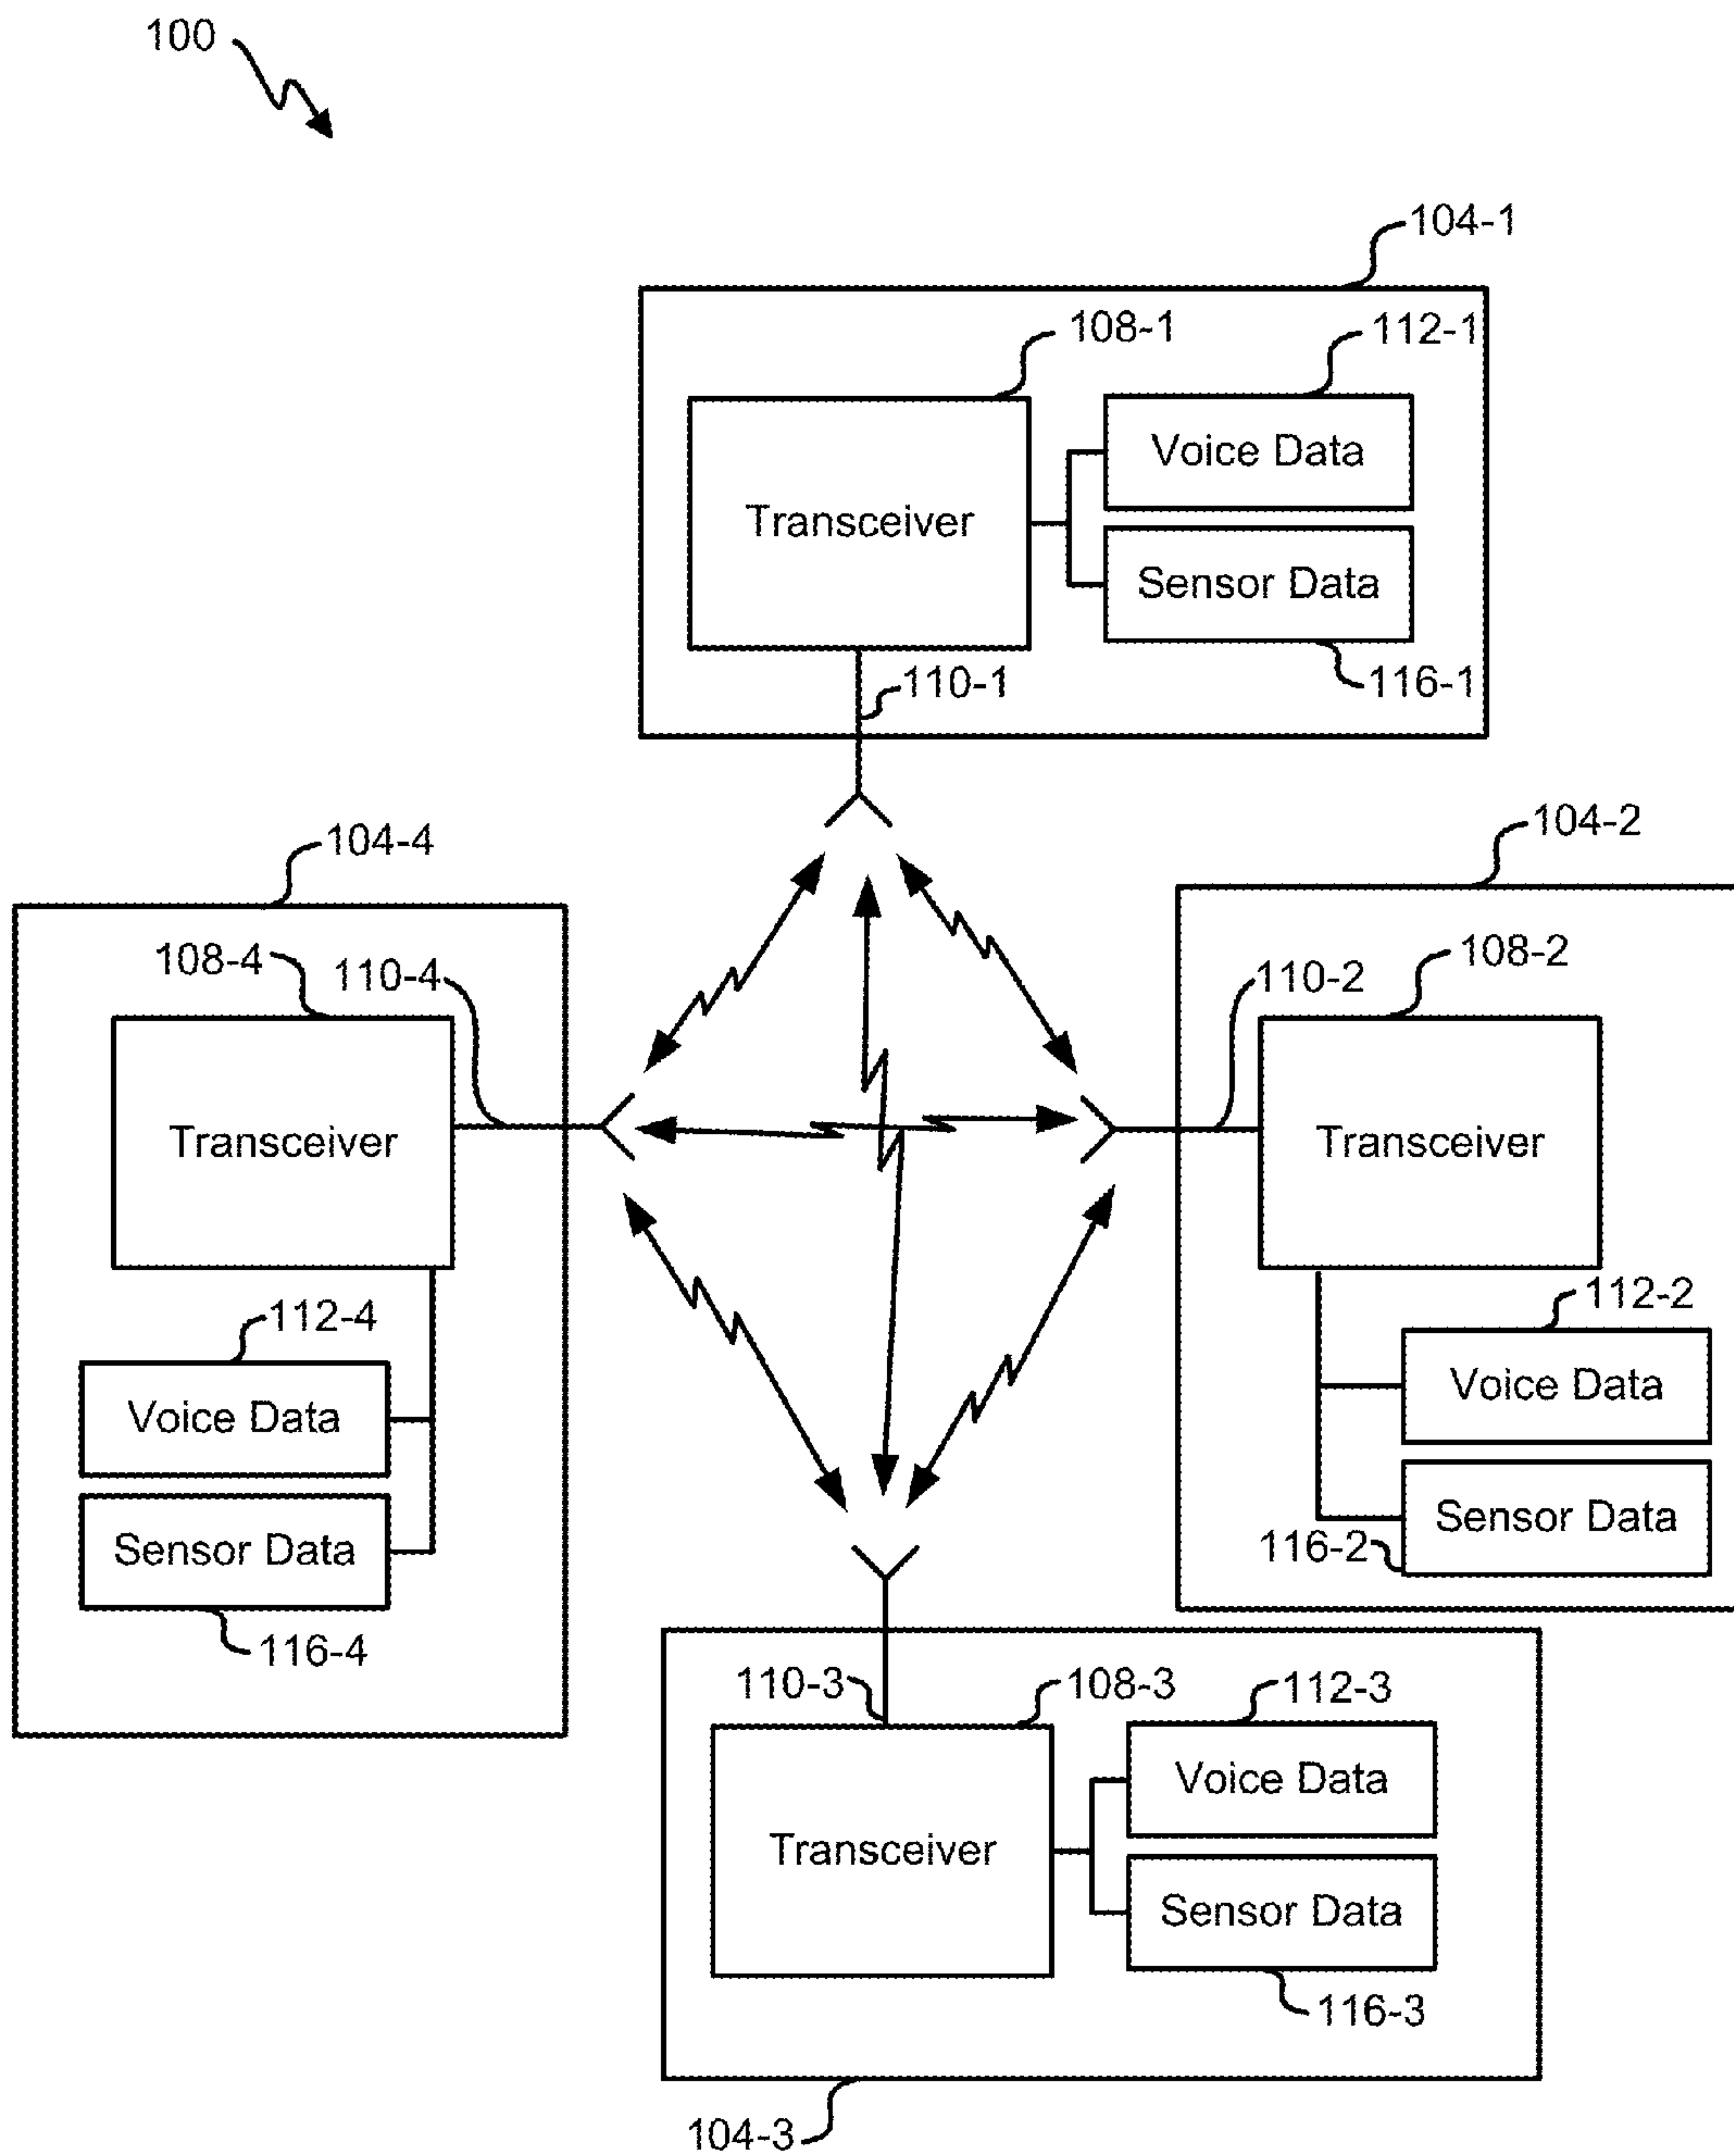 100
104-1
108-1
112-1
Voice Data
Transceiver
Sensor Data
110-1
116-1
104-4
104-2
108-4
110-4
108-2
110-2
Transceiver
Transceiver
112-4
112-2
Voice Data
Voice Data
Sensor Data
Sensor Data
116-2
116-4
110-3
108-3
112-3
Voice Data
Transceiver
Sensor Data
116-3
104-3